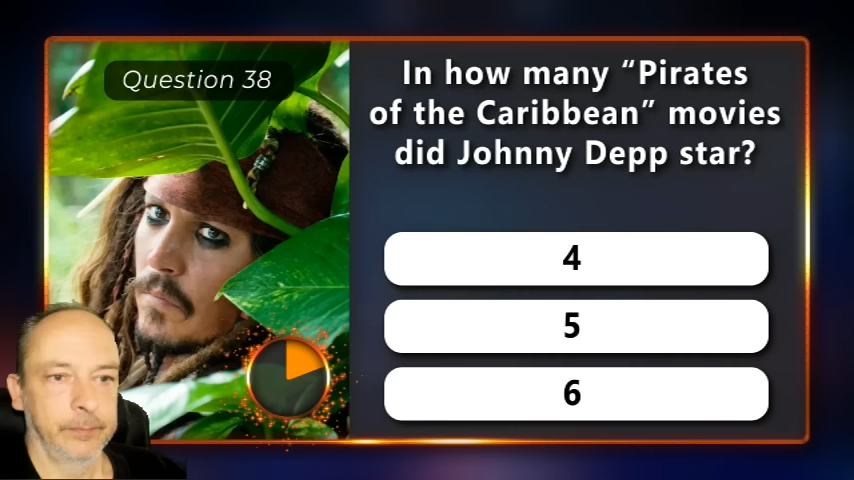 Question 38
In how many “Pirates
of the Caribbean” movies
did Johnny Depp star?
4
5
6